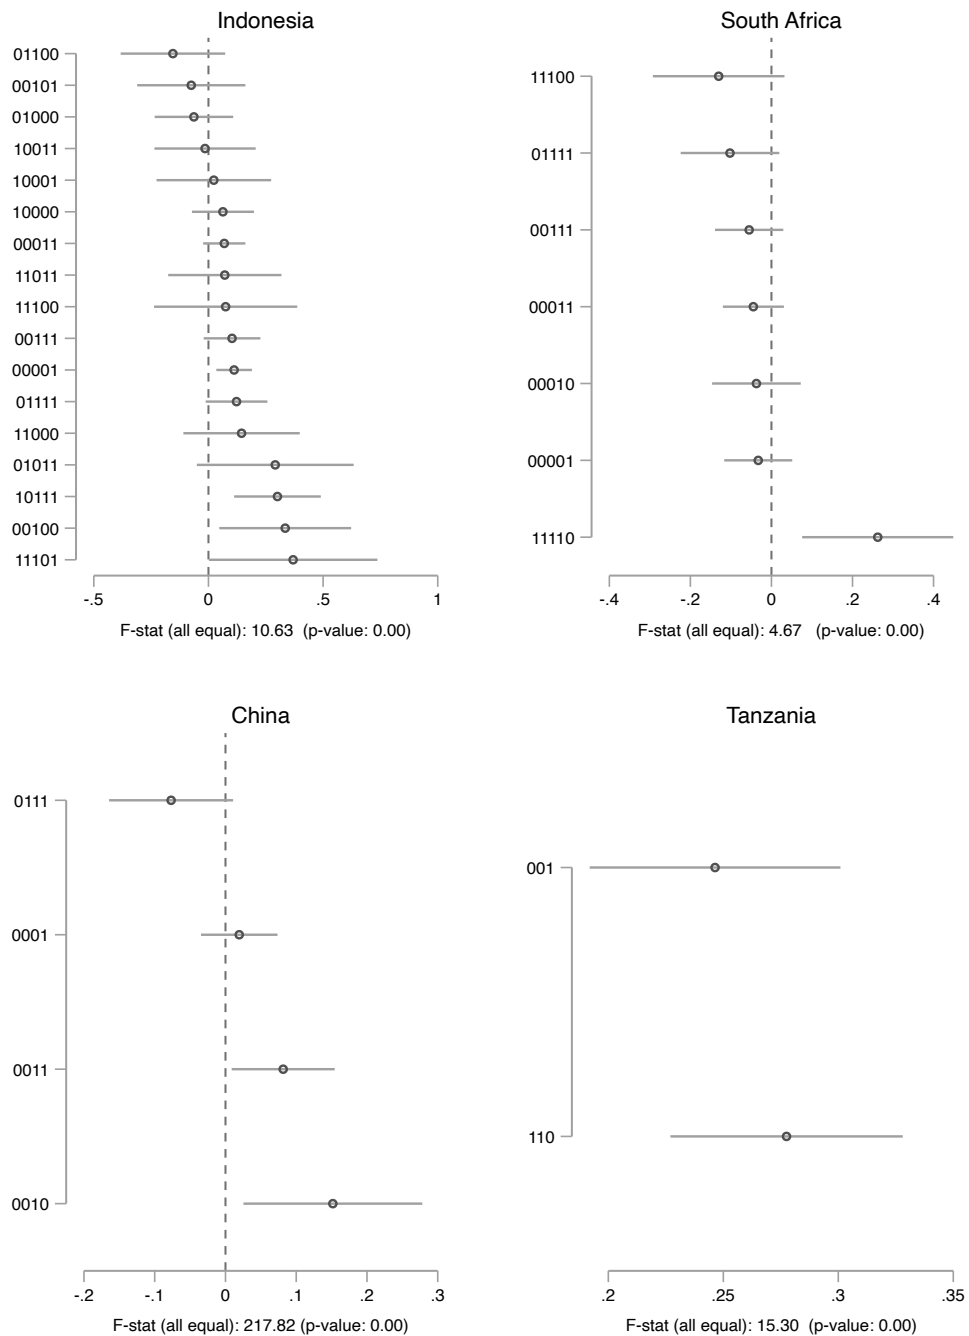 Indonesia
01100
00101
01000
10011
10001
10000
00011
11011
11100
00111
00001
01111
11000
01011
10111
00100
11101
-.5 0 .5 1
F-stat (all equal): 10.63 (p-value: 0.00)
South Africa
11100
01111
00111
00011
00010
00001
11110
-.4 -.2 0 .2 .4
F-stat (all equal): 4.67 (p-value: 0.00)
China
0111
0001
0011
0010
-.2 -.1 0 .1 .2 .3
F-stat (all equal): 217.82 (p-value: 0.00)
Tanzania
001
110
.2 .25 .3 .35
F-stat (all equal): 15.30 (p-value: 0.00)